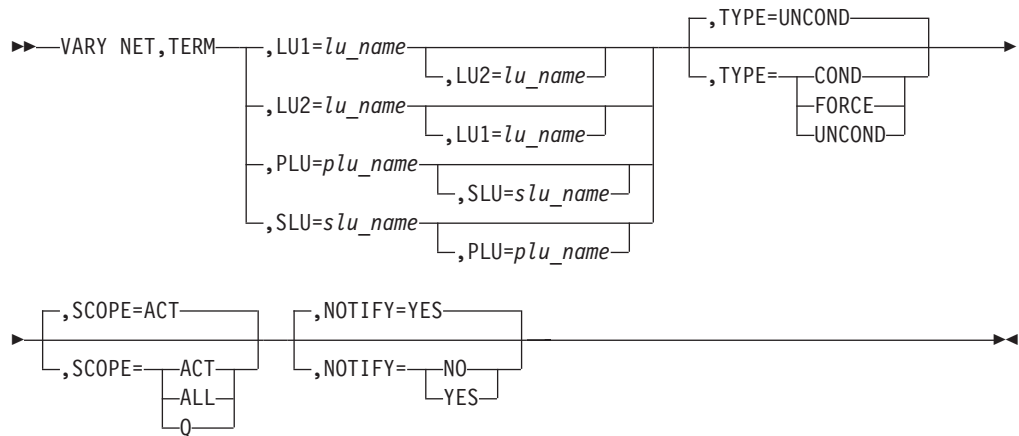 ,TYPE=UNCOND
VARY NET,TERM ,LU1=lu_name
,LU2=lu_name
,TYPE= COND
FORCE
UNCOND
,LU2=lu_name
,LU1=lu_name
,PLU=plu_name
,SLU=slu_name
,SLU=slu_name
,PLU=plu_name
,SCOPE=ACT ,NOTIFY=YES
,SCOPE= ACT ,NOTIFY= NO
ALL YES
Q